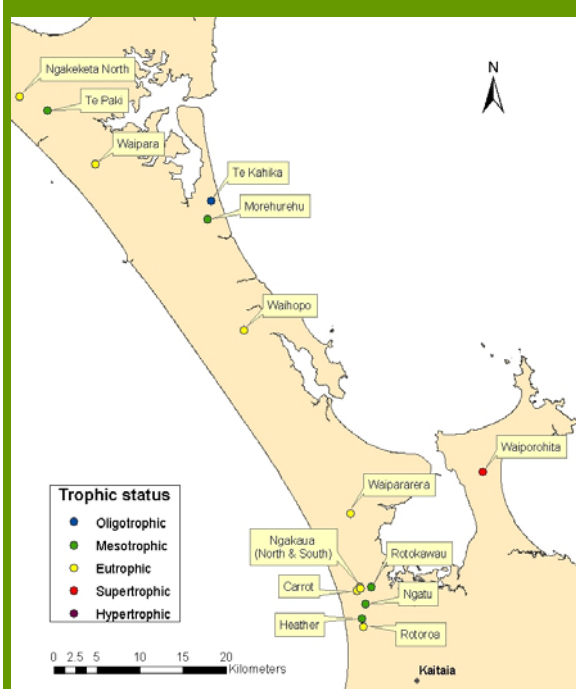 Ngakeketa North
Te Paki
Waipara
N
Te Kahika
Morehurehu
Waihopo
Waiporohita
Waipararera
Ngakaua
(North & South)
Rotokawau
Carrot
Ngatu
Heather
Rotoroa
Kaitaia
Trophic status
Oligotrophic
Mesotrophic
Eutrophic
Supertrophic
Hypertrophic
0 2.5 5 10 15 20
Kilometers